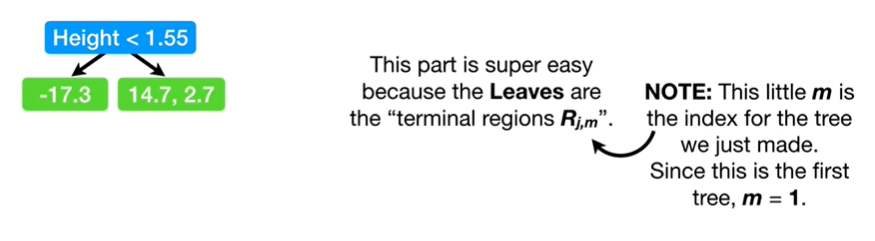 Height < 1.55
-17.3
14.7, 2.7
This part is super easy
because the Leaves are
the “terminal regions Rj,m”.
NOTE: This little m is
the index for the tree
we just made.
Since this is the first
tree, m = 1.